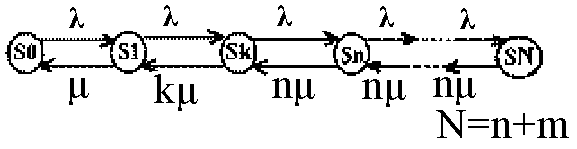 λ λ λ λ λ
S0 S1 Sk Sn SN
μ kμ nμ nμ nμ
N=n+m